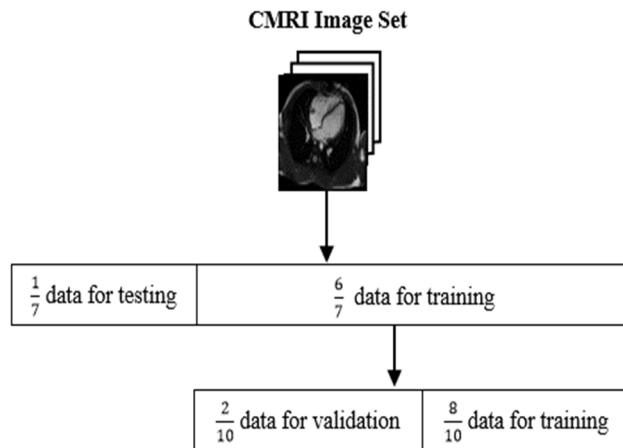 CMRI Image Set
1/7 data for testing
6/7 data for training
2/10 data for validation
8/10 data for training